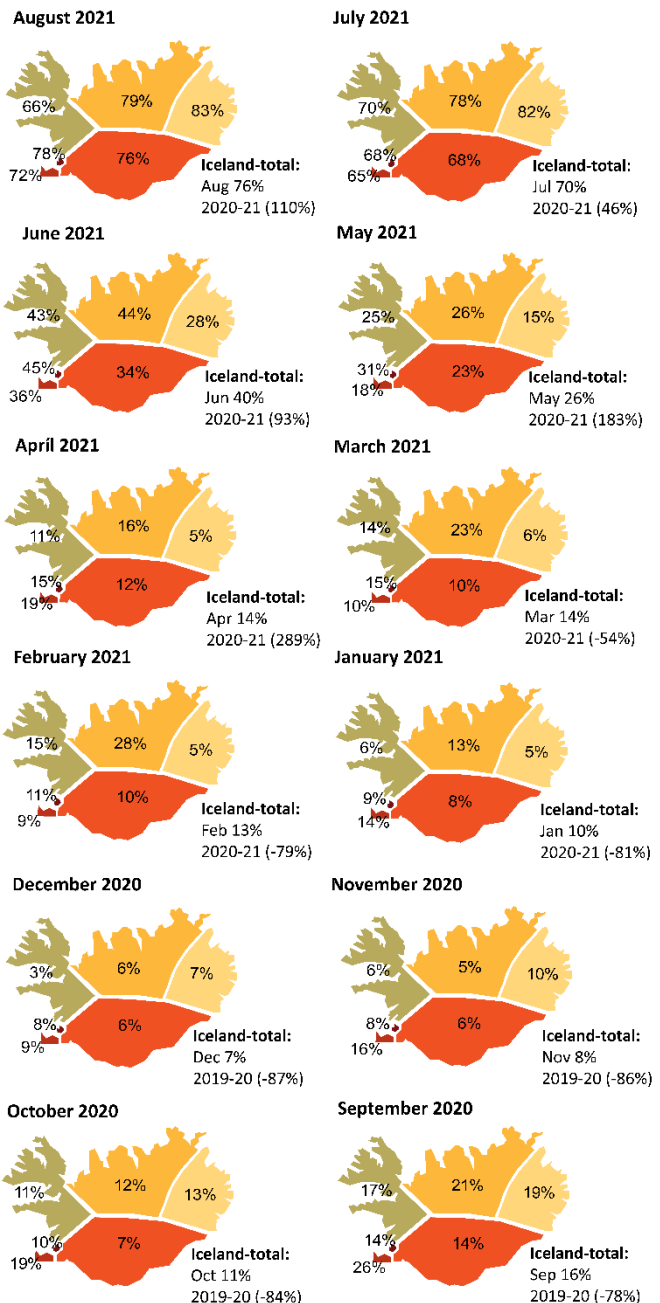 August 2021
79%
66%
83%
78%
76%
72%
Iceland-total:
Aug 76%
2020-21 (110%)
July 2021
78%
70%
82%
68%
68%
65%
Iceland-total:
Jul 70%
2020-21 (46%)
June 2021
43%
44%
28%
45%
34%
36%
Iceland-total:
Jun 40%
2020-21 (93%)
May 2021
25%
26%
15%
31%
23%
18%
Iceland-total:
May 26%
2020-21 (183%)
Apríl 2021
16%
11%
5%
15%
12%
19%
Iceland-total:
Apr 14%
2020-21 (289%)
March 2021
14%
23%
6%
15%
10%
10%
Iceland-total:
Mar 14%
2020-21 (-54%)
February 2021
15%
28%
5%
11%
10%
9%
Iceland-total:
Feb 13%
2020-21 (-79%)
January 2021
6%
13%
5%
9%
8%
14%
Iceland-total:
Jan 10%
2020-21 (-81%)
December 2020
3%
6%
7%
8%
6%
9%
Iceland-total:
Dec 7%
2019-20 (-87%)
November 2020
6%
5%
10%
8%
6%
16%
Iceland-total:
Nov 8%
2019-20 (-86%)
October 2020
11%
12%
13%
10%
7%
19%
Iceland-total:
Oct 11%
2019-20 (-84%)
September 2020
17%
21%
19%
14%
14%
26%
Iceland-total:
Sep 16%
2019-20 (-78%)